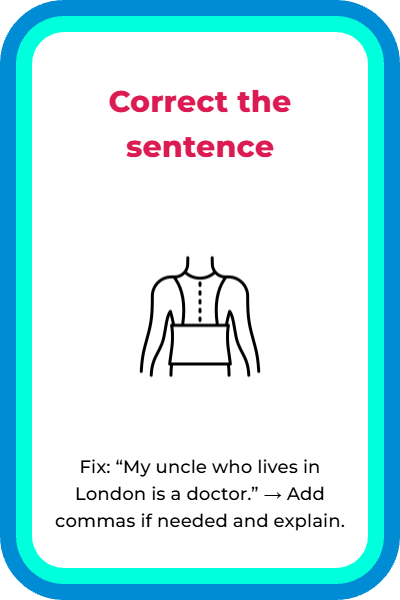 Correct the
sentence
Fix: “My uncle who lives in
London is a doctor.” → Add
commas if needed and explain.